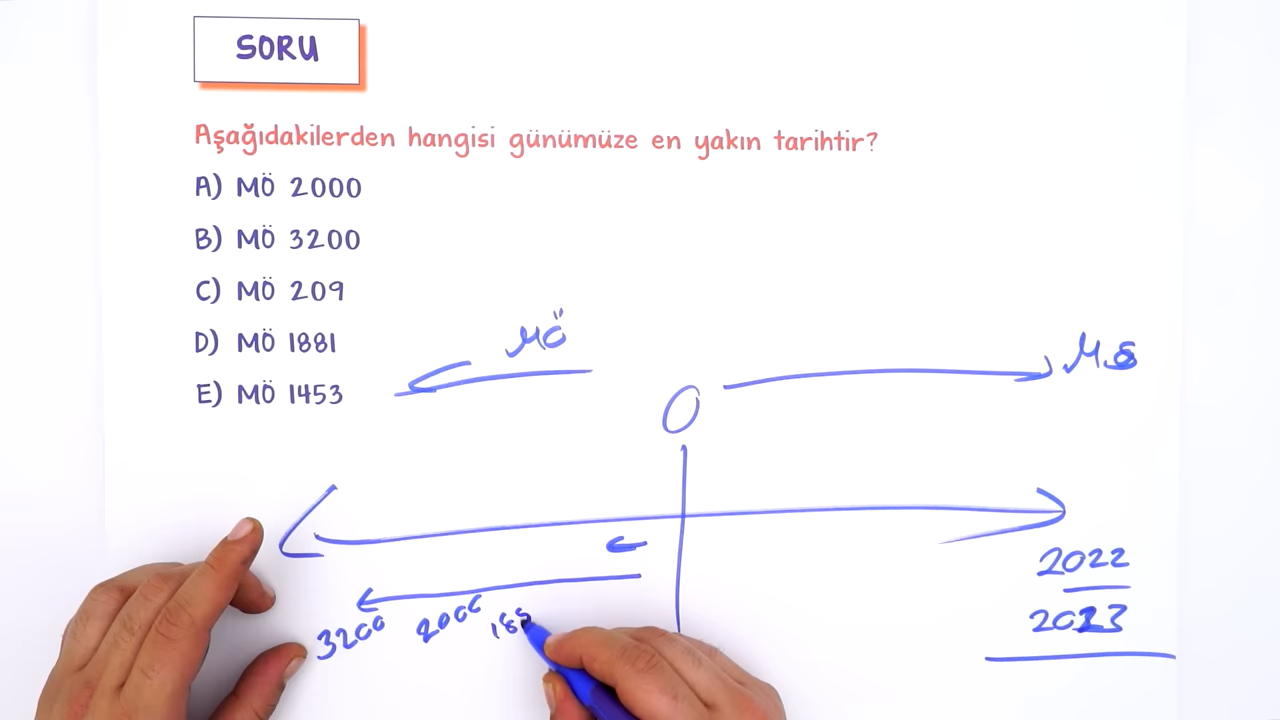 SORU
Aşağıdakilerden hangisi günümüze en yakın tarihtir?
A) MÖ 2000
B) MÖ 3200
C) MÖ 209
D) MÖ 1881
E) MÖ 1453
MÖ
M.S
0
2022
2023
3200 2000 188